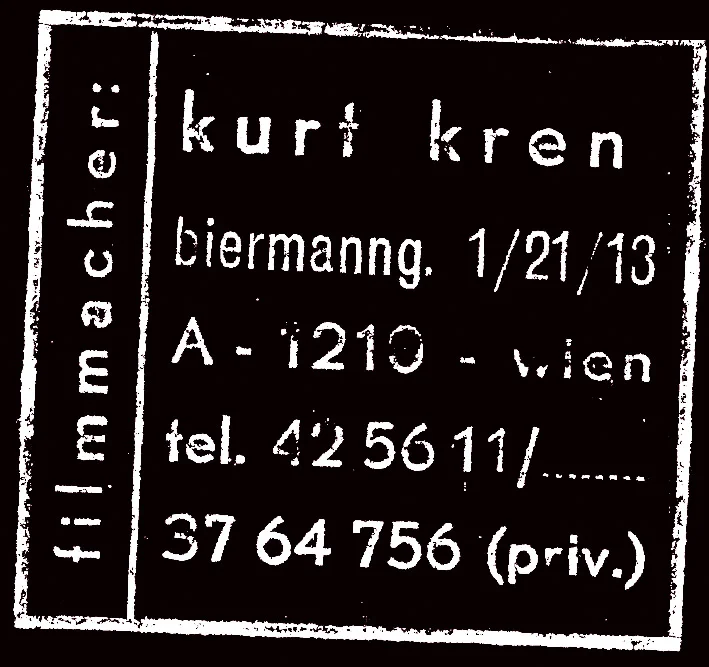 filmmacher:
kurt kren
biermanng. 1/21/13
A - 1210 - wien
tel. 42 56 11/........
37 64 756 (priv.)